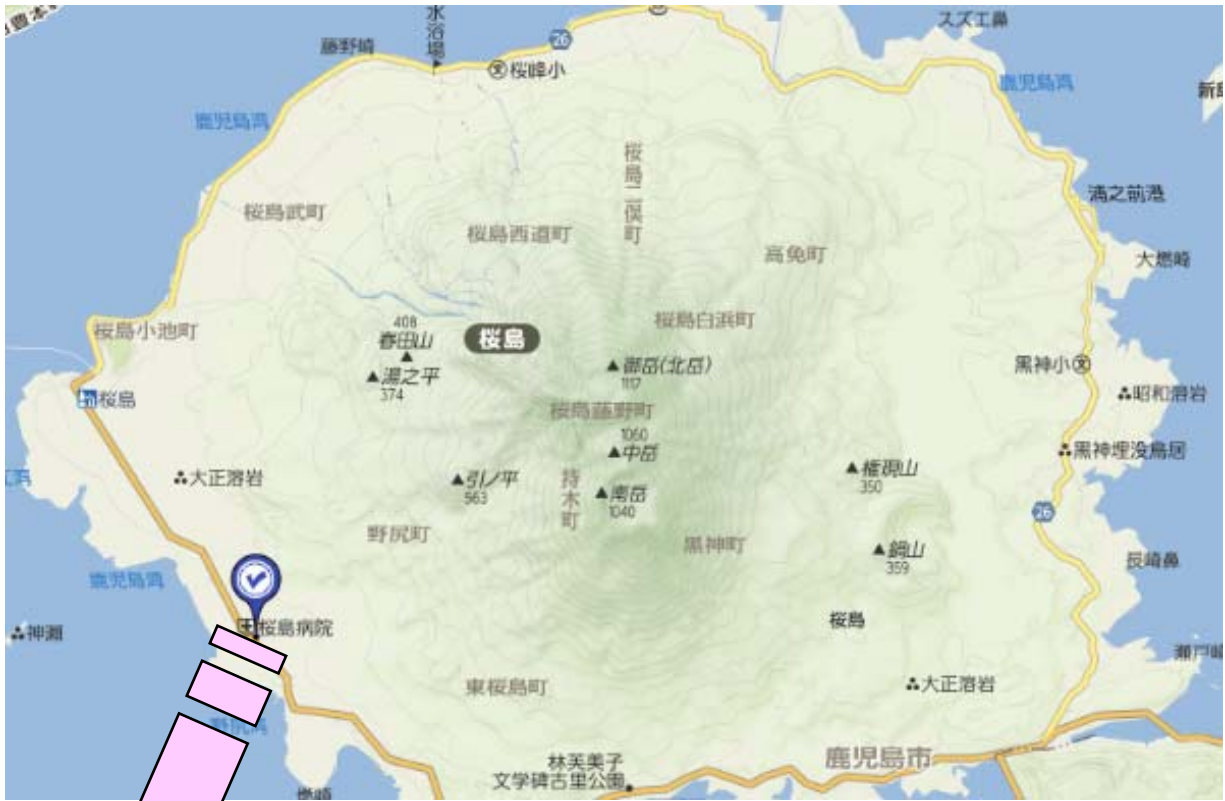 スズエ鼻
水浴場
26
藤野崎
桜峰小
鹿児島湾
鹿児島湾
桜島二俣町
浦之前港
桜島武町
桜島西道町
高免町
大燃崎
桜島小池町
桜島白浜町
408
春田山
桜島
湯之平
374
御岳(北岳)
1117
黒神小
桜島
桜島藤野町
昭和溶岩
1060
中岳
黒神埋没鳥居
大正溶岩
引ノ平
563
持木町
南岳
1040
権現山
350
26
野尻町
黒神町
鍋山
359
長崎鼻
鹿児島湾
桜島
神瀬
桜島病院
東桜島町
大正溶岩
野尻湾
鹿児島市
林芙美子
文学碑古里公園
燃崎